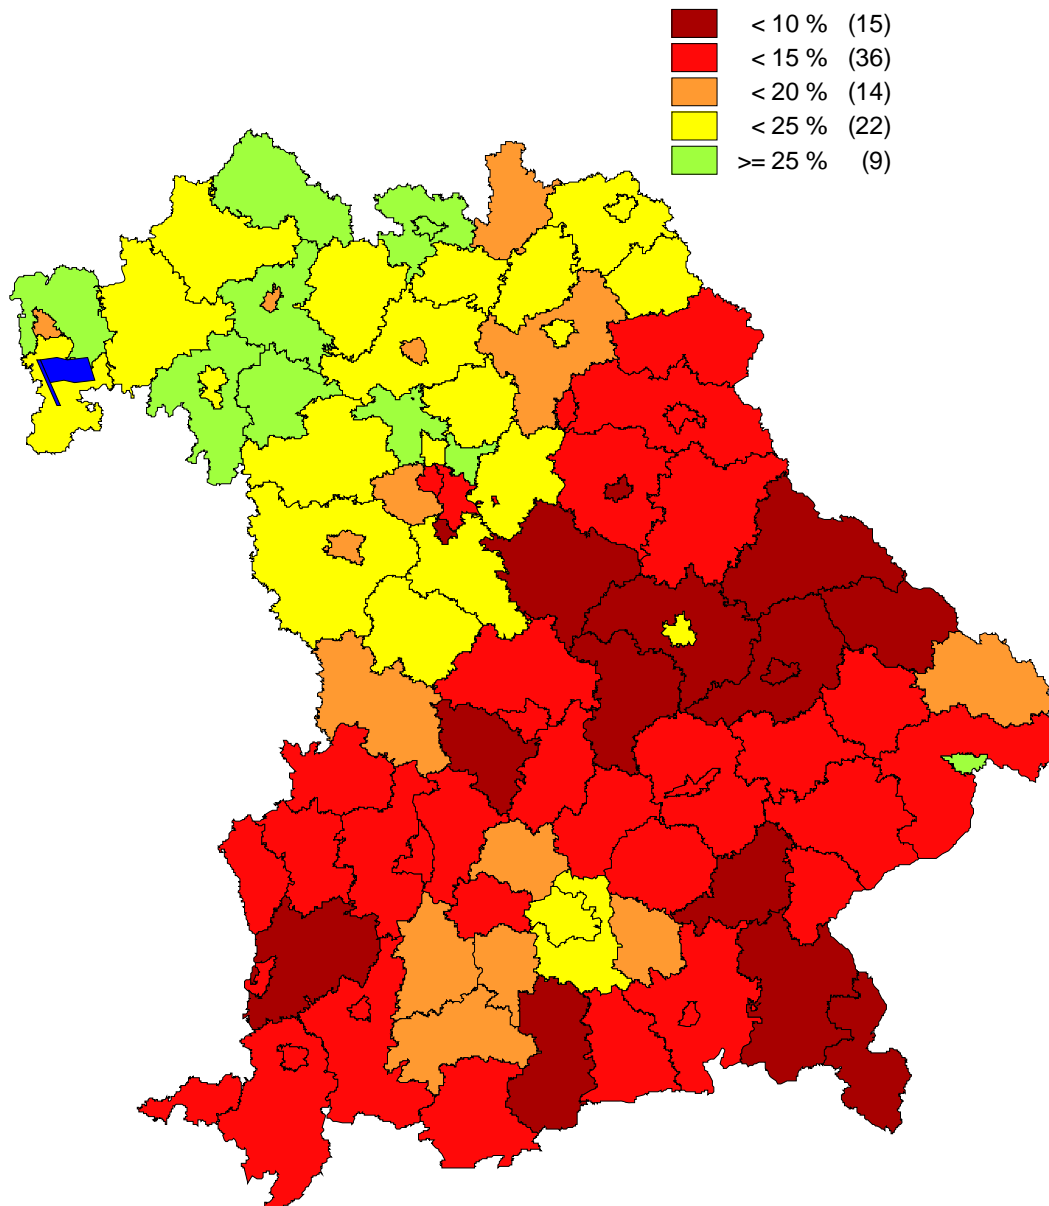 < 10 % (15)
< 15 % (36)
< 20 % (14)
< 25 % (22)
>= 25 % (9)